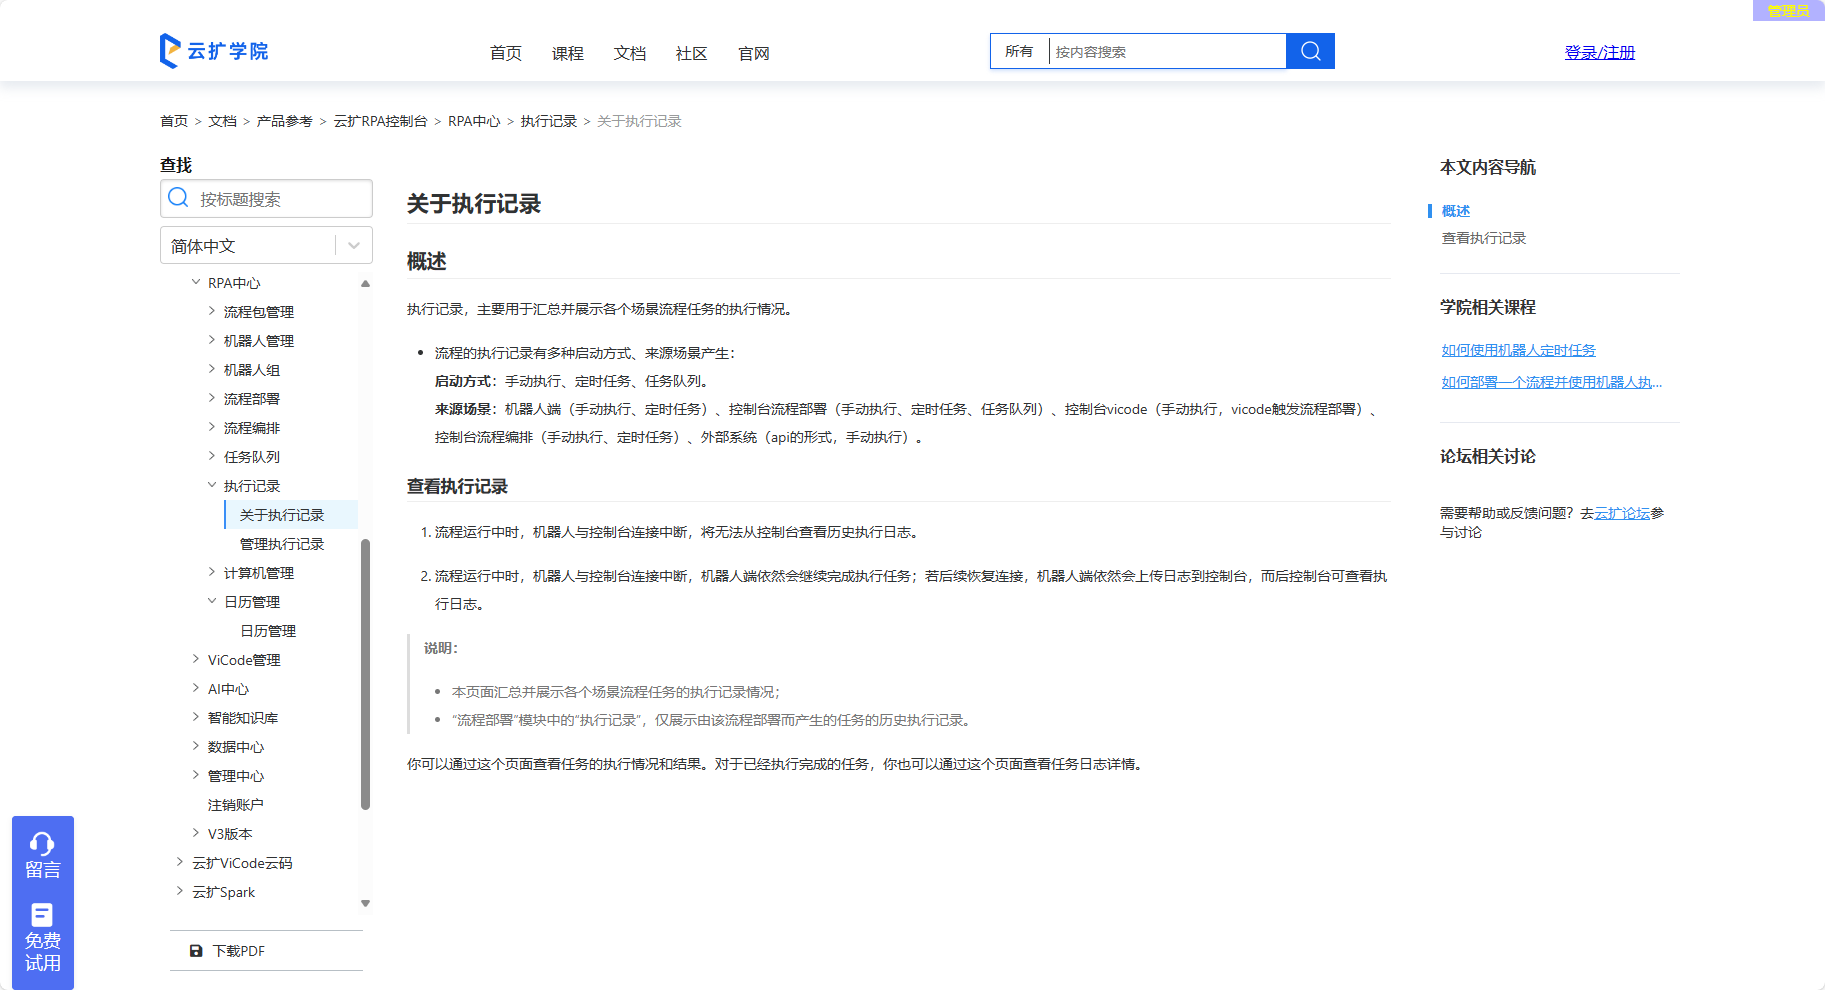 管理员
云扩学院
首页 课程 文档 社区 官网
所有 按内容搜索
登录/注册
首页 > 文档 > 产品参考 > 云扩RPA控制台 > RPA中心 > 执行记录 > 关于执行记录
查找
按标题搜索
简体中文
RPA中心
流程包管理
机器人管理
机器人组
流程部署
流程编排
任务队列
执行记录
关于执行记录
管理执行记录
计算机管理
日历管理
日历管理
ViCode管理
AI中心
智能知识库
数据中心
管理中心
注销账户
V3版本
云扩ViCode云码
云扩Spark
下载PDF
留言
免费
试用
关于执行记录
概述
执行记录，主要用于汇总并展示各个场景流程任务的执行情况。
• 流程的执行记录有多种启动方式、来源场景产生：
启动方式：手动执行、定时任务、任务队列。
来源场景：机器人端（手动执行、定时任务）、控制台流程部署（手动执行、定时任务、任务队列）、控制台vicode（手动执行，vicode触发流程部署）、
控制台流程编排（手动执行、定时任务）、外部系统（api的形式，手动执行）。
查看执行记录
1. 流程运行中时，机器人与控制台连接中断，将无法从控制台查看历史执行日志。
2. 流程运行中时，机器人与控制台连接中断，机器人端依然会继续完成执行任务；若后续恢复连接，机器人端依然会上传日志到控制台，而后控制台可查看执
行日志。
说明：
• 本页面汇总并展示各个场景流程任务的执行记录情况；
• “流程部署”模块中的“执行记录”，仅展示由该流程部署而产生的任务的历史执行记录。
你可以通过这个页面查看任务的执行情况和结果。对于已经执行完成的任务，你也可以通过这个页面查看任务日志详情。
本文内容导航
概述
查看执行记录
学院相关课程
如何使用机器人定时任务
如何部署一个流程并使用机器人执...
论坛相关讨论
需要帮助或反馈问题？去云扩论坛参
与讨论